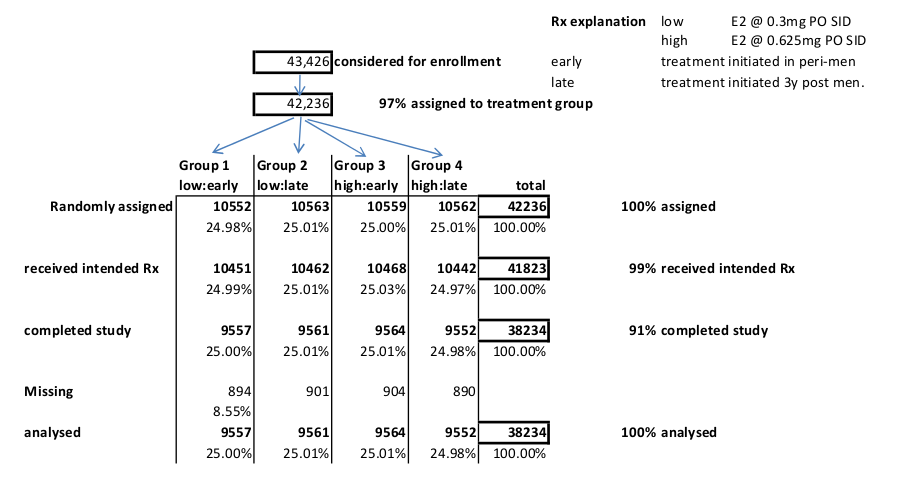 Rx explanation low E2 @ 0.3mg PO SID
high E2 @ 0.625mg PO SID
43,426 considered for enrollment early treatment initiated in peri-men
late treatment initiated 3y post men.
42,236 97% assigned to treatment group
Group 1 Group 2 Group 3 Group 4
low:early low:late high:early high:late total
Randomly assigned 10552 10563 10559 10562 42236 100% assigned
24.98% 25.01% 25.00% 25.01% 100.00%
received intended Rx 10451 10462 10468 10442 41823 99% received intended Rx
24.99% 25.01% 25.03% 24.97% 100.00%
completed study 9557 9561 9564 9552 38234 91% completed study
25.00% 25.01% 25.01% 24.98% 100.00%
Missing 894 901 904 890
8.55%
analysed 9557 9561 9564 9552 38234 100% analysed
25.00% 25.01% 25.01% 24.98% 100.00%